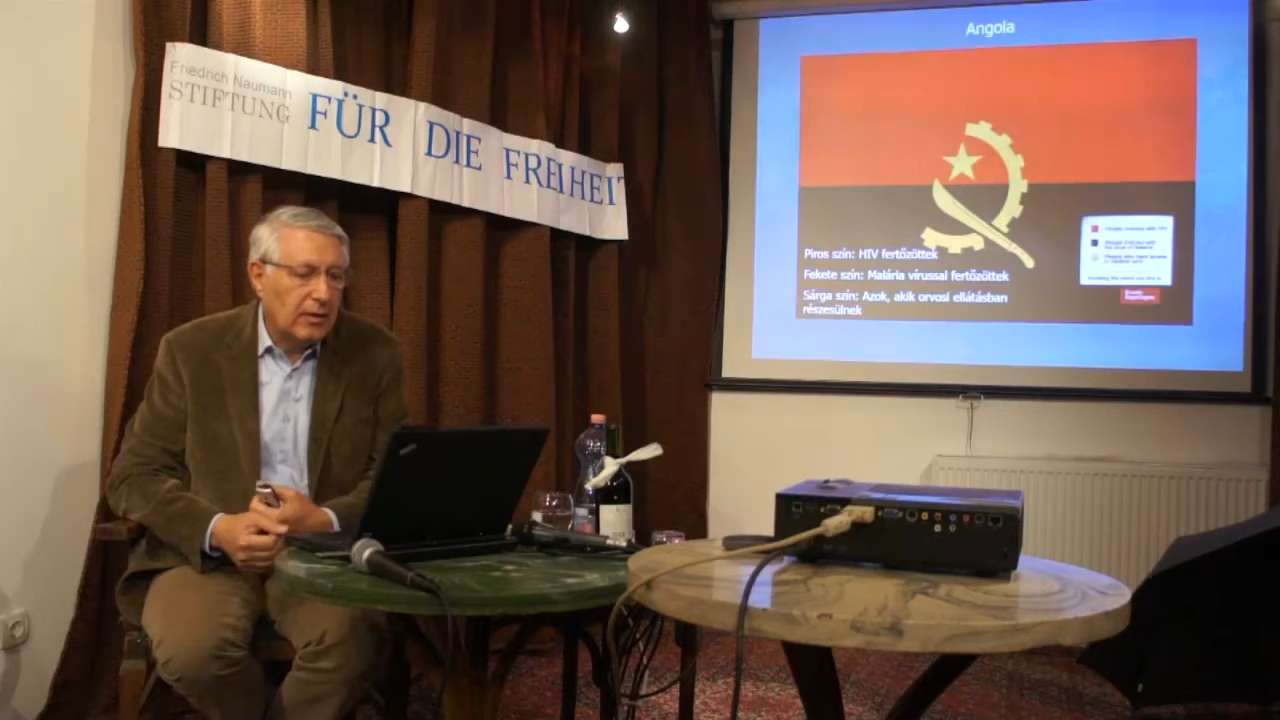 Friedrich Naumann
STIFTUNG FÜR DIE FREIHEIT
Angola
Piros szín: HIV fertőzöttek
Fekete szín: Malária vírussal fertőzöttek
Sárga szín: Azok, akik orvosi ellátásban
részesülnek